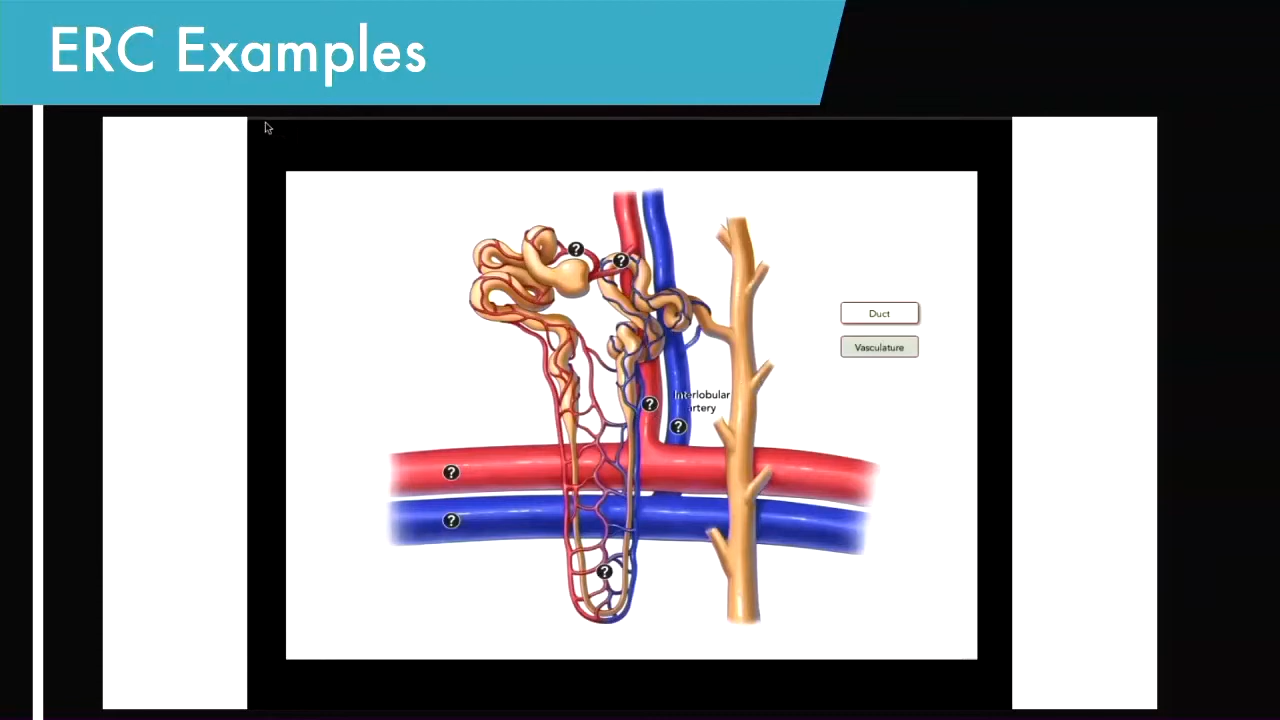 ERC Examples
?
?
Duct
Vasculature
Interlobular
artery
?
?
?
?
?